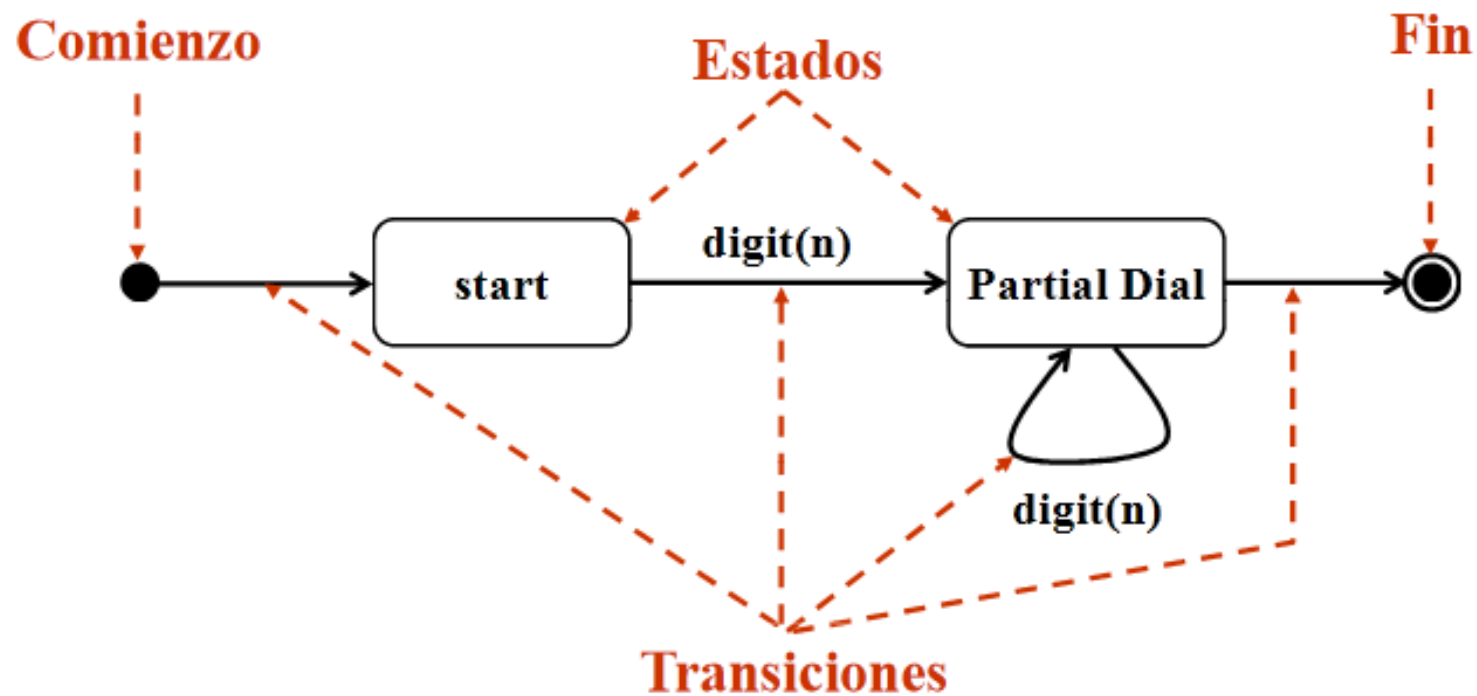 Comienzo
Estados
Fin
start
digit(n)
Partial Dial
digit(n)
Transiciones